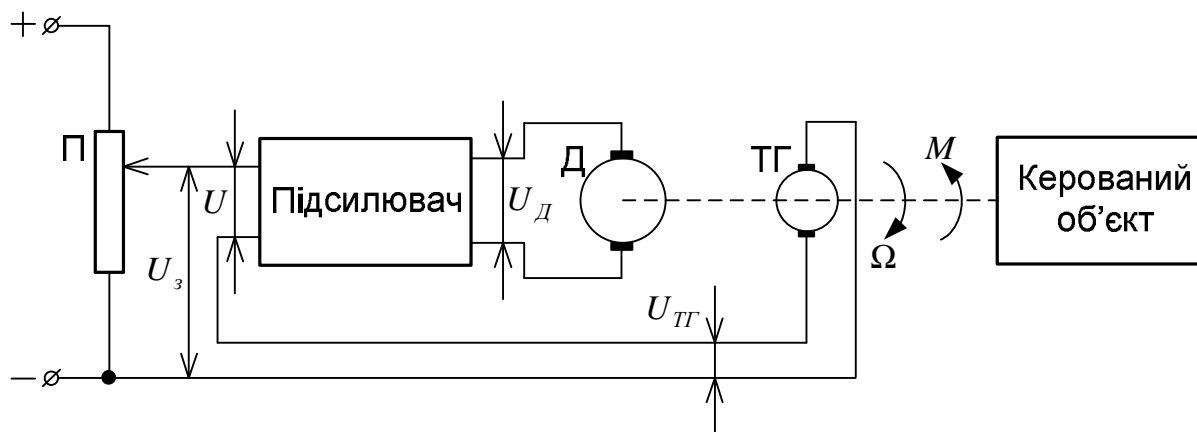 +
П
U
Підсилювач
U_Д
Д
ТГ
M
Ω
Керований
об’єкт
U_з
U_ТГ
−